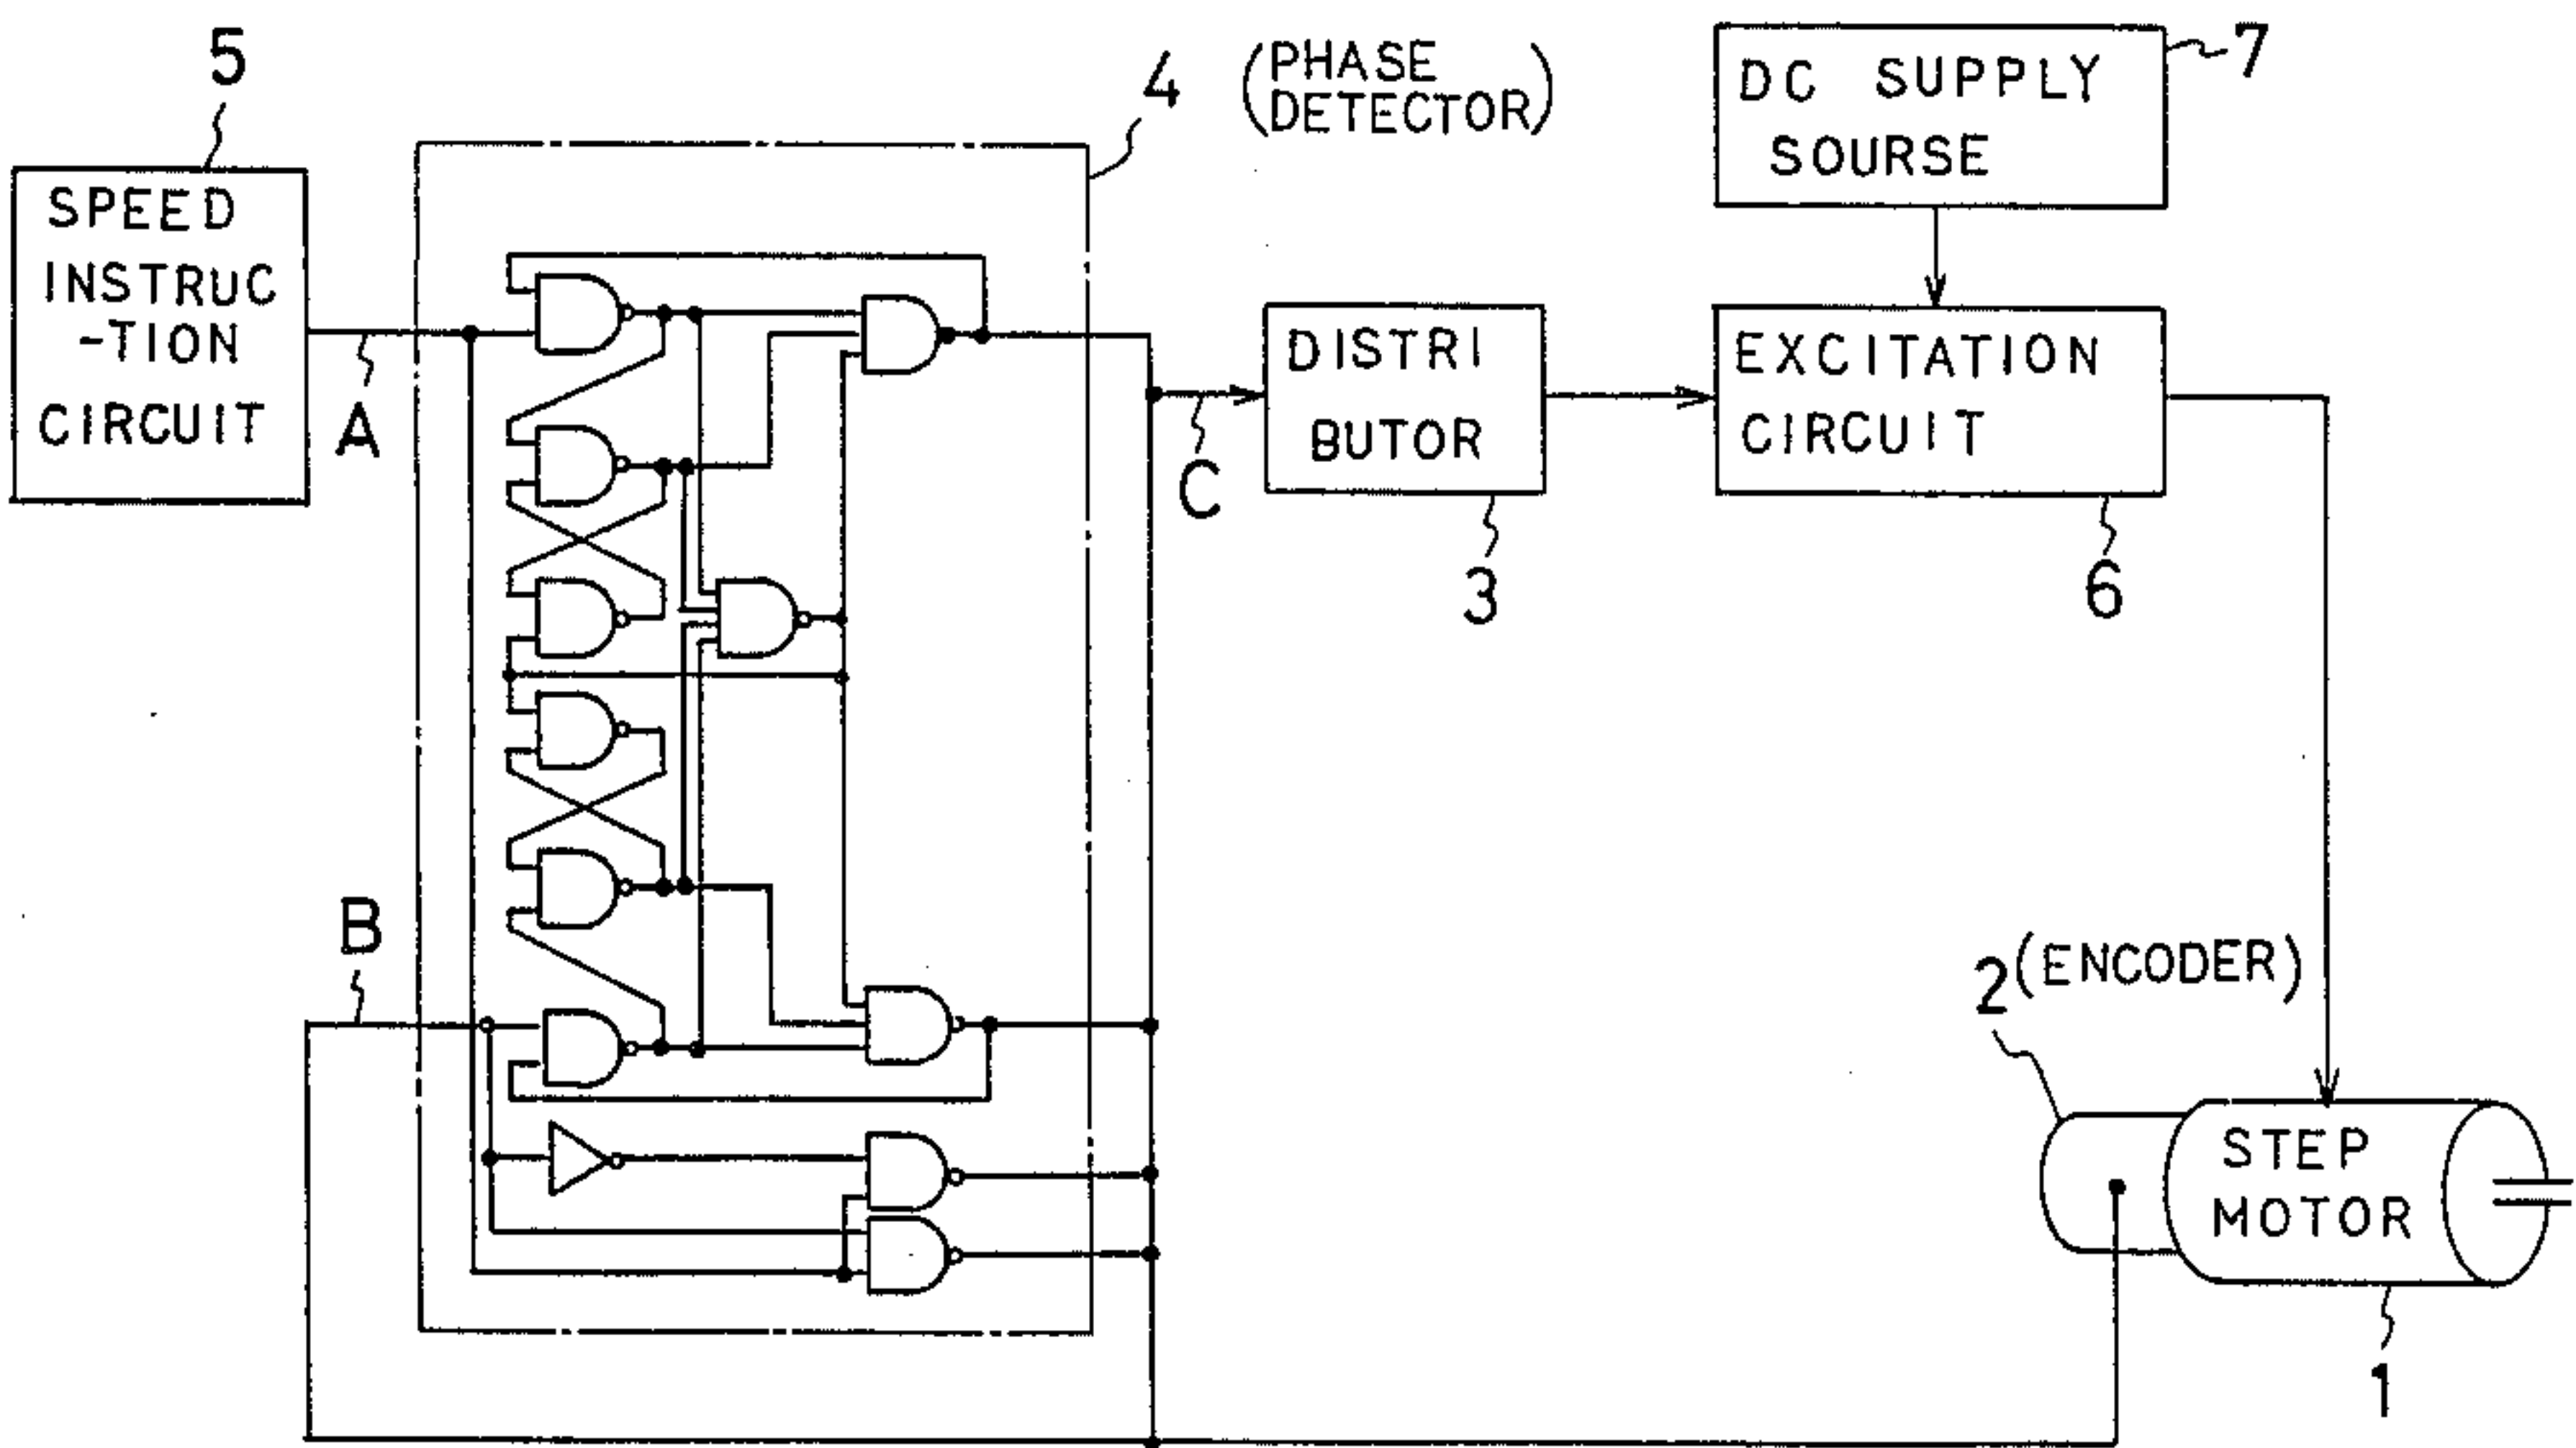 5
SPEED
INSTRUC
-TION
CIRCUIT
A
4
(PHASE
DETECTOR)
DC SUPPLY
SOURSE
7
DISTRI
BUTOR
C
3
EXCITATION
CIRCUIT
6
B
2 (ENCODER)
STEP
MOTOR
1